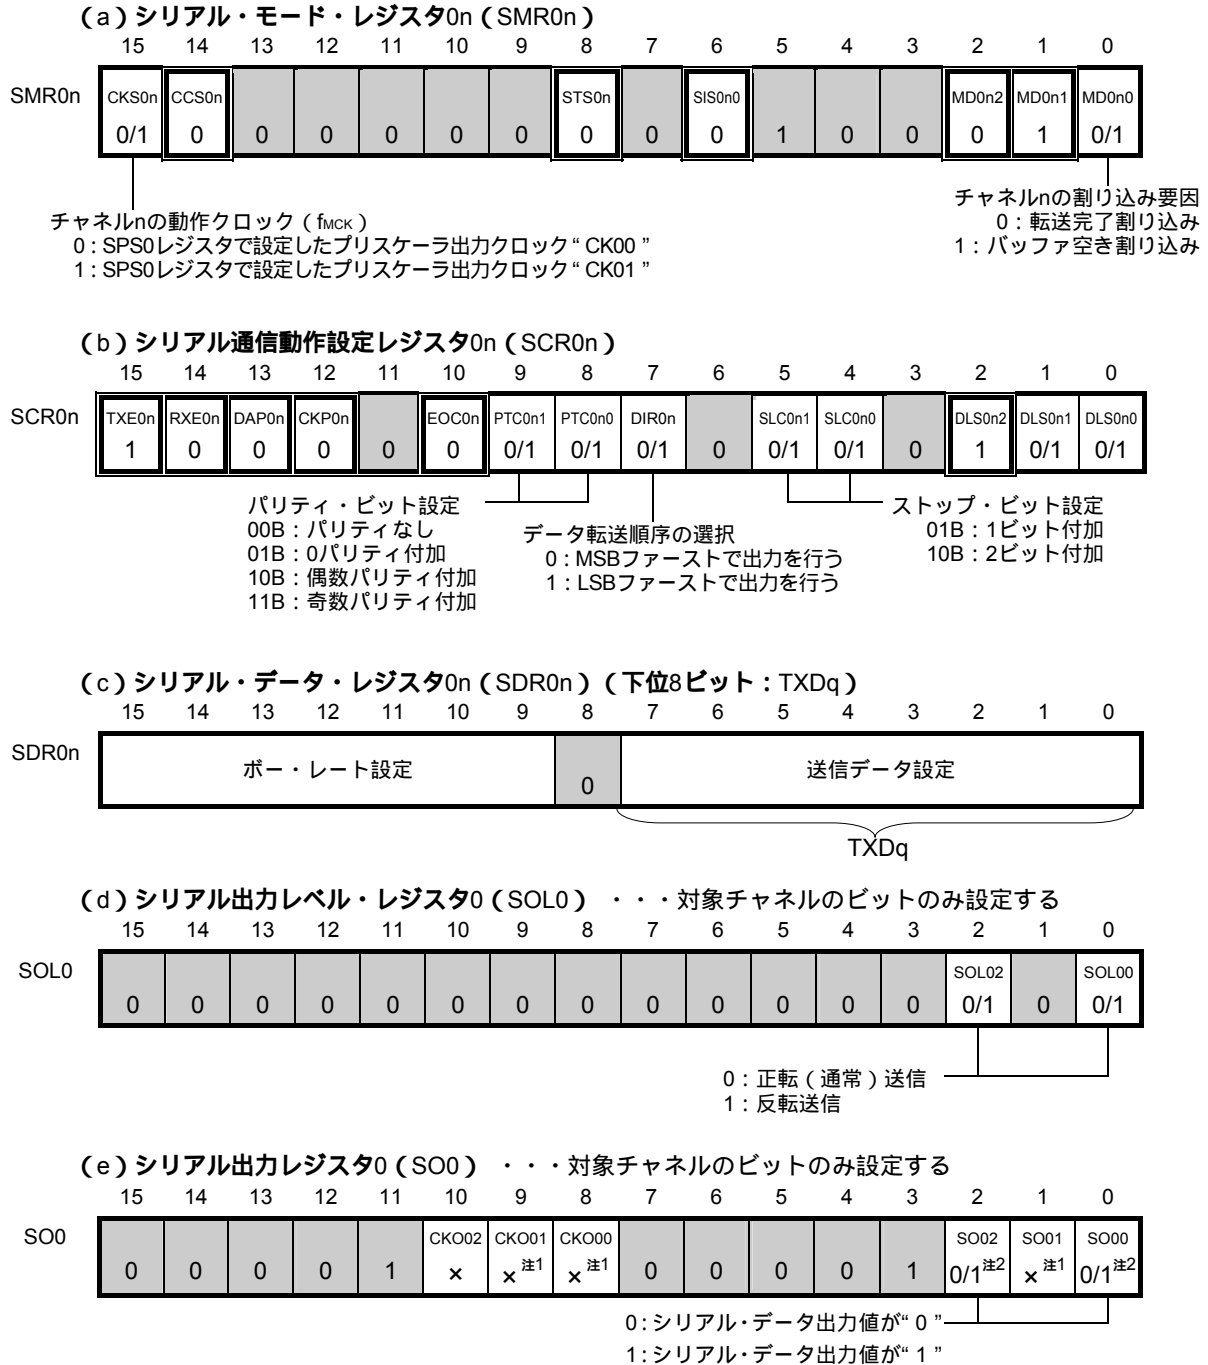 (a)シリアル・モード・レジスタ0n(SMR0n)
15 14 13 12 11 10 9 8 7 6 5 4 3 2 1 0
SMR0n CKS0n CCS0n STS0n SIS0n0 MD0n2 MD0n1 MD0n0
0/1 0 0 0 0 0 0 0 0 0 1 0 0 0 1 0/1
チャネルnの動作クロック(fMCK)
0:SPS0レジスタで設定したプリスケーラ出力クロック“CK00”
1:SPS0レジスタで設定したプリスケーラ出力クロック“CK01”
チャネルnの割り込み要因
0:転送完了割り込み
1:バッファ空き割り込み
(b)シリアル通信動作設定レジスタ0n(SCR0n)
15 14 13 12 11 10 9 8 7 6 5 4 3 2 1 0
SCR0n TXE0n RXE0n DAP0n CKP0n EOC0n PTC0n1 PTC0n0 DIR0n SLC0n1 SLC0n0 DLS0n2 DLS0n1 DLS0n0
1 0 0 0 0 0 0/1 0/1 0/1 0 0/1 0/1 0 1 0/1 0/1
パリティ・ビット設定
00B:パリティなし
01B:0パリティ付加
10B:偶数パリティ付加
11B:奇数パリティ付加
データ転送順序の選択
0:MSBファーストで出力を行う
1:LSBファーストで出力を行う
ストップ・ビット設定
01B:1ビット付加
10B:2ビット付加
(c)シリアル・データ・レジスタ0n(SDR0n)(下位8ビット:TXDq)
15 14 13 12 11 10 9 8 7 6 5 4 3 2 1 0
SDR0n ボー・レート設定 0 送信データ設定
TXDq
(d)シリアル出力レベル・レジスタ0(SOL0) ・・・対象チャネルのビットのみ設定する
15 14 13 12 11 10 9 8 7 6 5 4 3 2 1 0
SOL0 SOL02 SOL00
0 0 0 0 0 0 0 0 0 0 0 0 0 0/1 0 0/1
0:正転(通常)送信
1:反転送信
(e)シリアル出力レジスタ0(SO0) ・・・対象チャネルのビットのみ設定する
15 14 13 12 11 10 9 8 7 6 5 4 3 2 1 0
SO0 CKO02 CKO01 CKO00 SO02 SO01 SO00
0 0 0 0 1 × ×注1 ×注1 0 0 0 0 1 0/1注2 ×注1 0/1注2
0:シリアル・データ出力値が“0”
1:シリアル・データ出力値が“1”